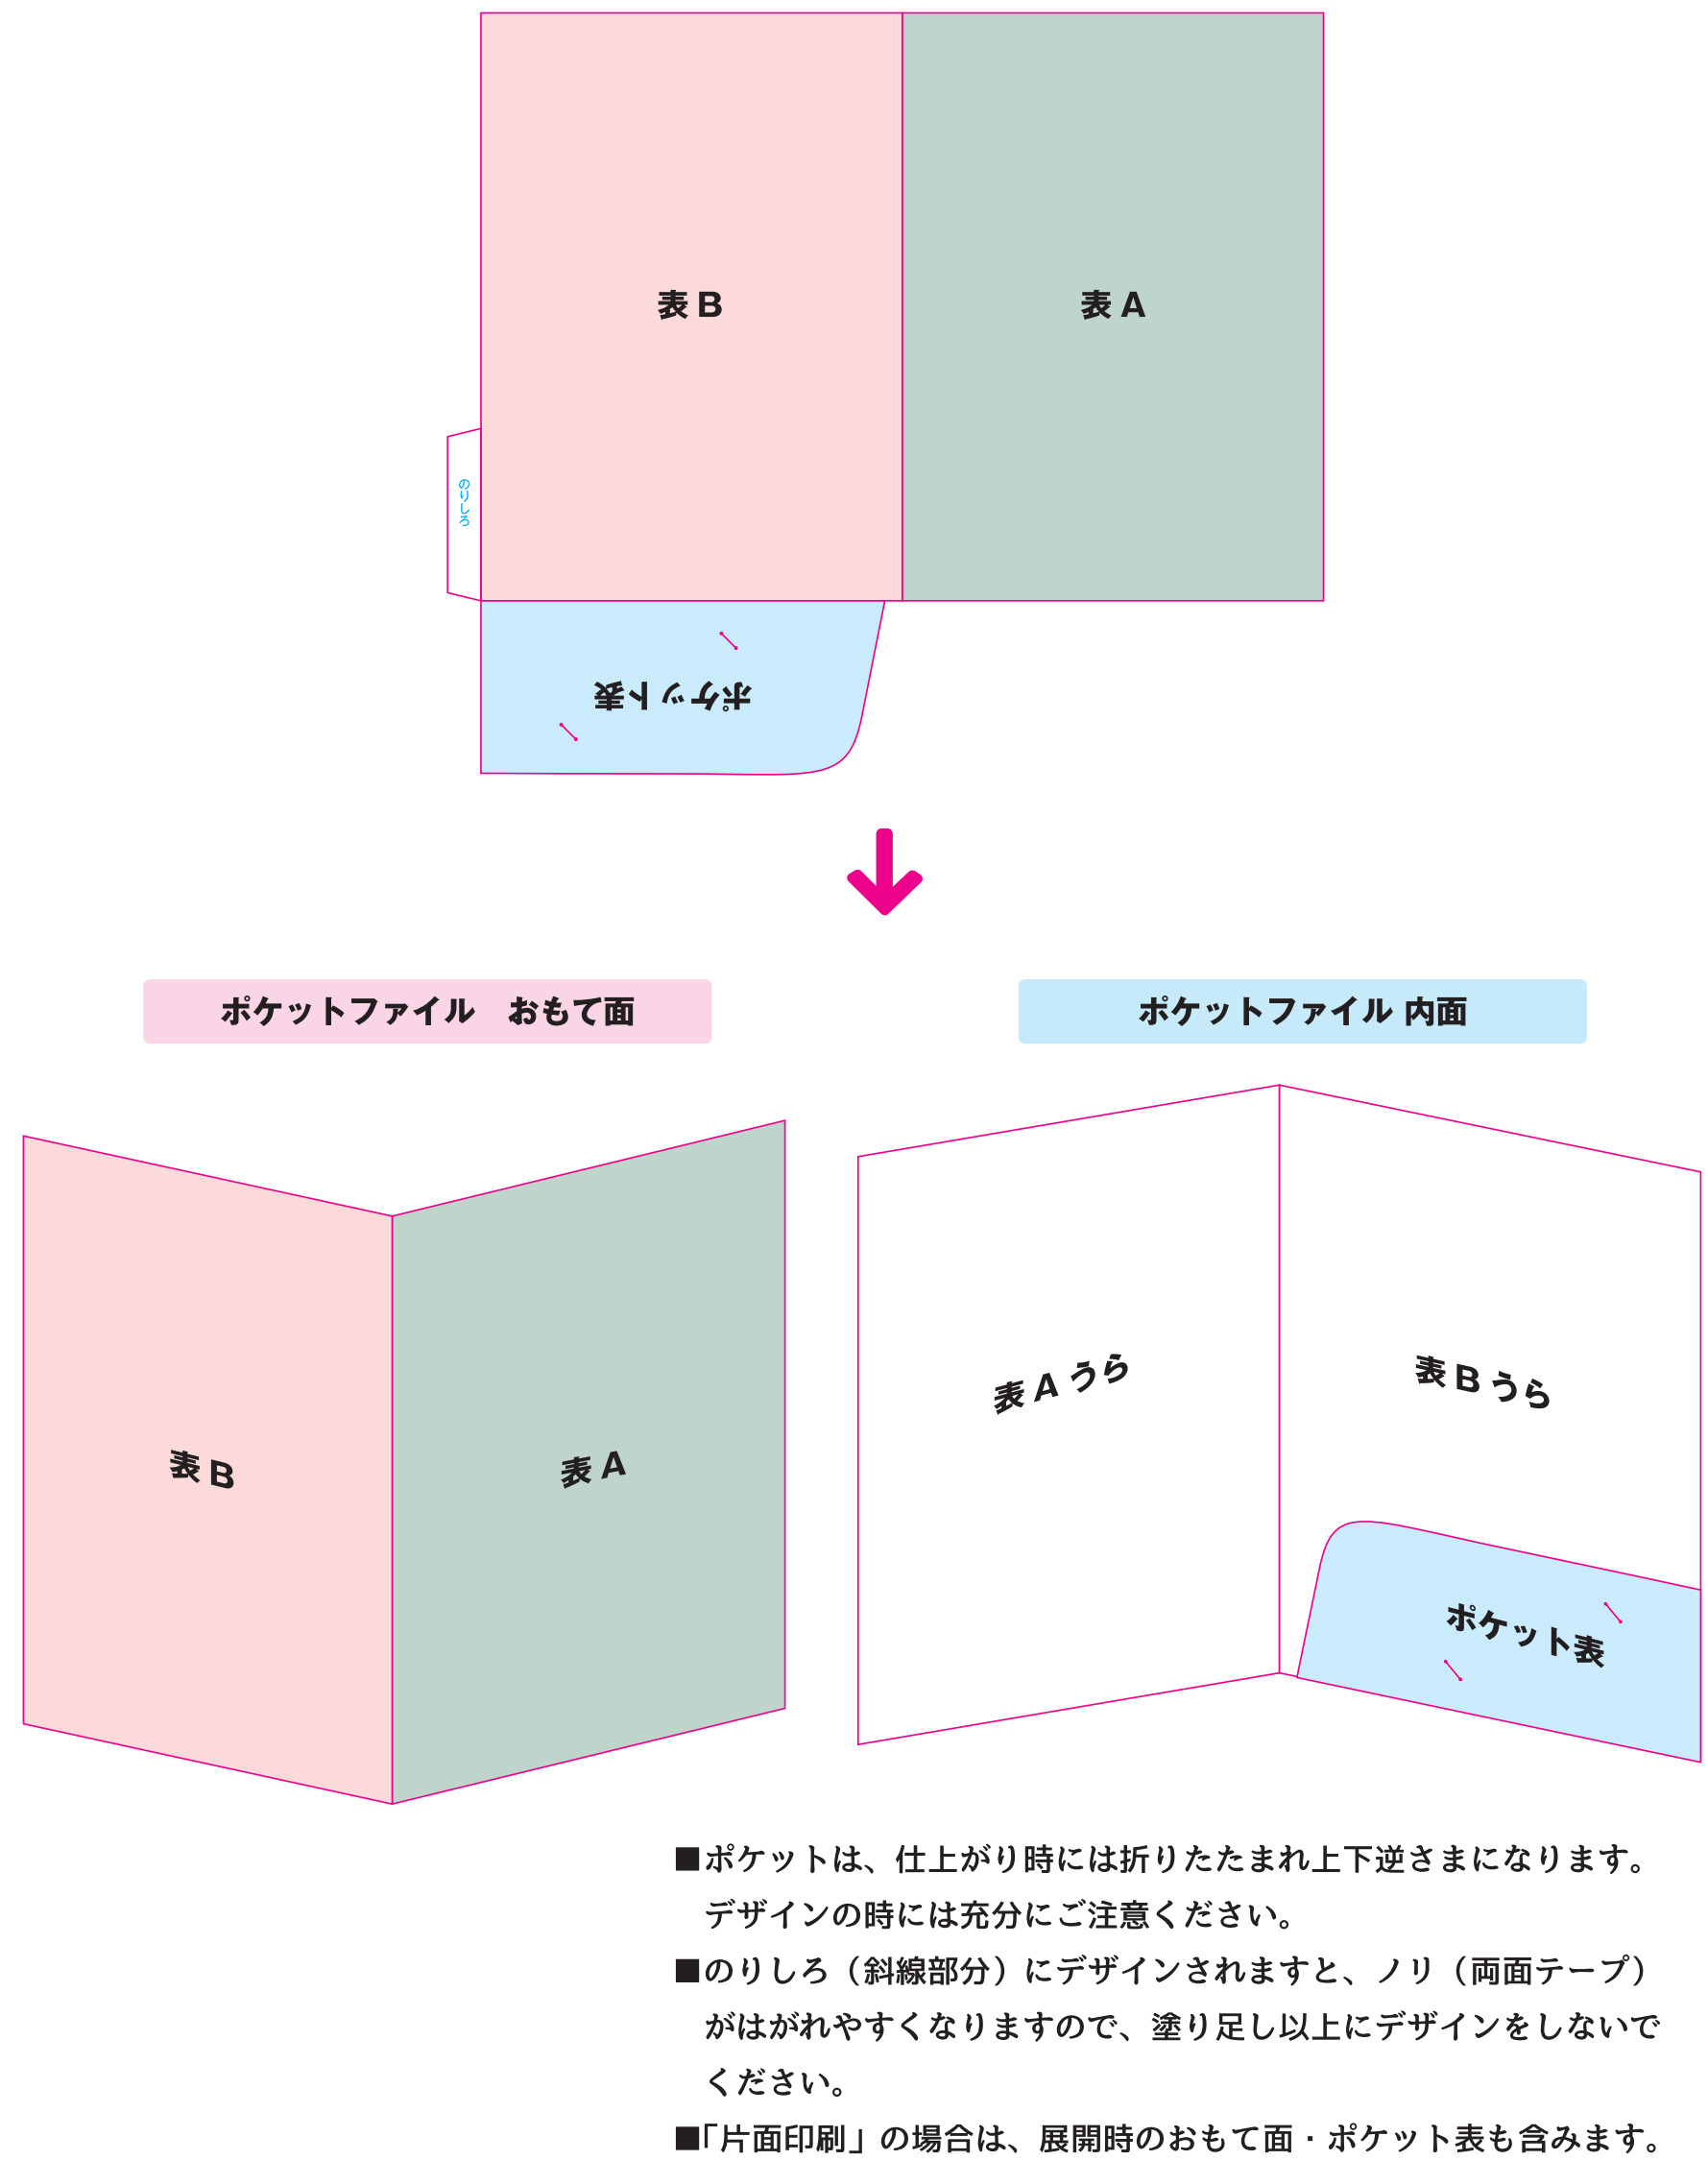 表 B
表 A
のりしろ
ポケット表
ポケットファイル　おもて面
ポケットファイル 内面
表 B
表 A
表 A うら
表 B うら
ポケット表
■ポケットは、仕上がり時には折りたたまれ上下逆さまになります。
デザインの時には充分にご注意ください。
■のりしろ（斜線部分）にデザインされますと、ノリ（両面テープ）
がはがれやすくなりますので、塗り足し以上にデザインをしないで
ください。
■「片面印刷」の場合は、展開時のおもて面・ポケット表も含みます。